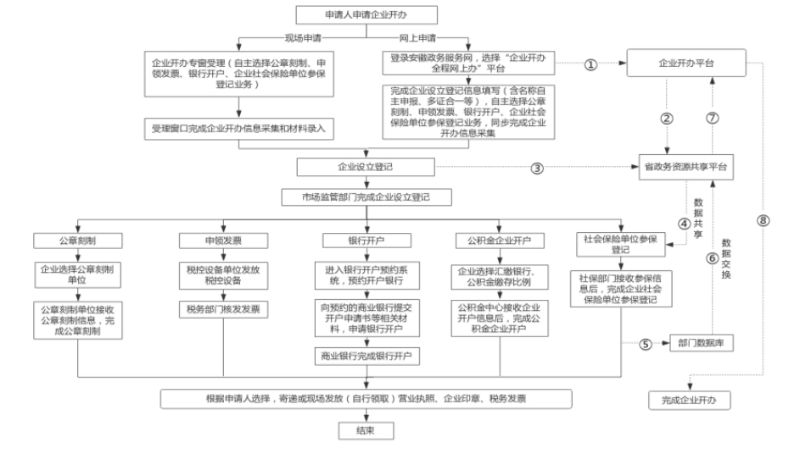 申请人申请企业开办
现场申请
网上申请
企业开办专窗受理（自主选择公章刻制、申
领发票、银行开户、企业社会保险单位参保
登记业务）
登录安徽政务服务网，选择“企业开办
全程网上办”平台
①
企业开办平台
完成企业设立登记信息填写（含名称自
主申报、多证合一等），自主选择公章
刻制、申领发票、银行开户、企业社会
保险单位参保登记业务，同步完成企业
开办信息采集
受理窗口完成企业开办信息采集和材料录入
②
⑦
企业设立登记
③
省政务资源共享平台
市场监管部门完成企业设立登记
④
数据共享
⑧
公章刻制
申领发票
银行开户
公积金企业开户
社会保险单位参保
登记
数据交换
⑥
企业选择公章刻制
单位
税控设备单位发放
税控设备
进入银行开户预约系
统，预约开户银行
企业选择汇缴银行、
公积金缴存比例
社保部门接收参保信
息后，完成企业社会
保险单位参保登记
公章刻制单位接收
公章刻制信息，完
成公章刻制
税务部门核发发票
向预约的商业银行提交
开户申请书等相关材
料，申请银行开户
公积金中心接收企业
开户信息后，完成公
积金企业开户
⑤
部门数据库
商业银行完成银行开户
根据申请人选择，寄递或现场发放（自行领取）营业执照、企业印章、税务发票
完成企业开办
结束